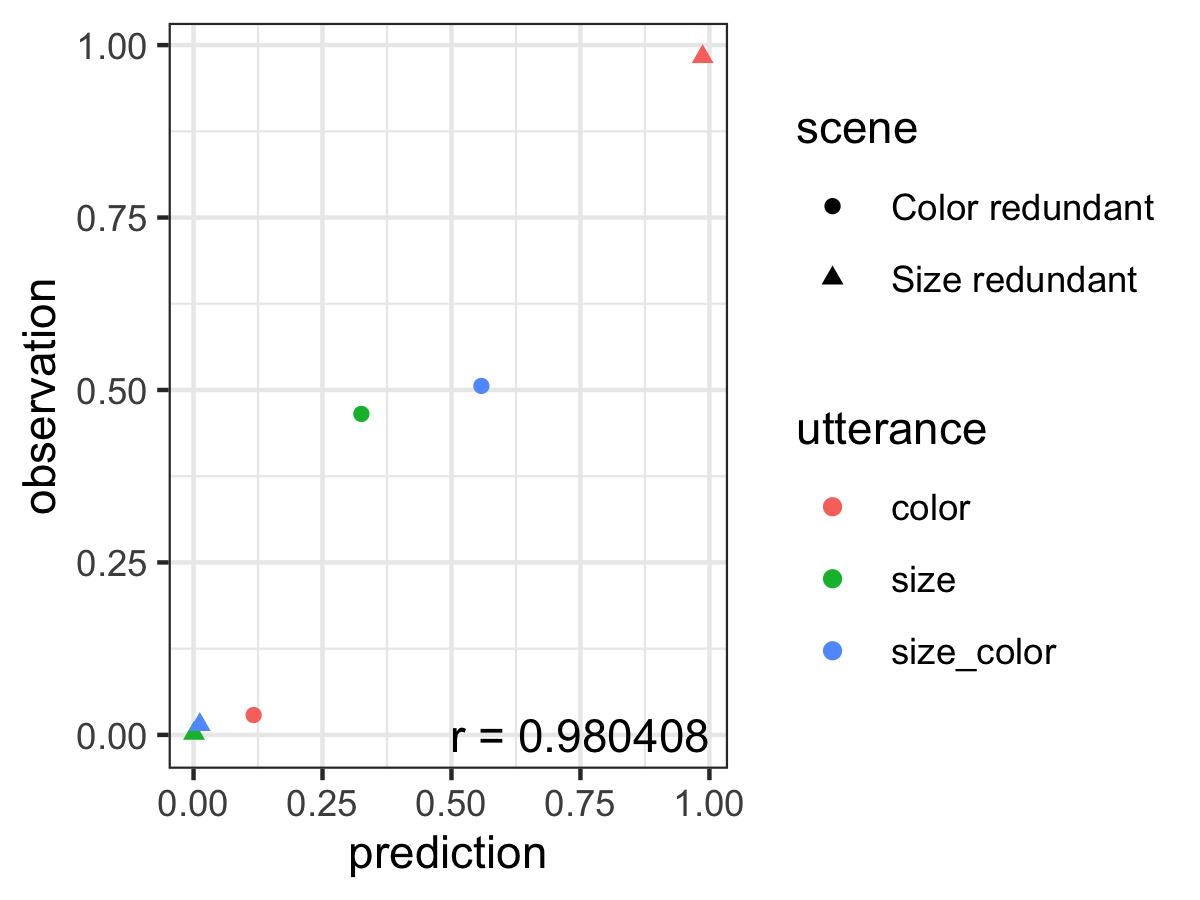 1.00
0.75
0.50
0.25
0.00
observation
0.00 0.25 0.50 0.75 1.00
prediction
r = 0.980408
scene
Color redundant
Size redundant
utterance
color
size
size_color